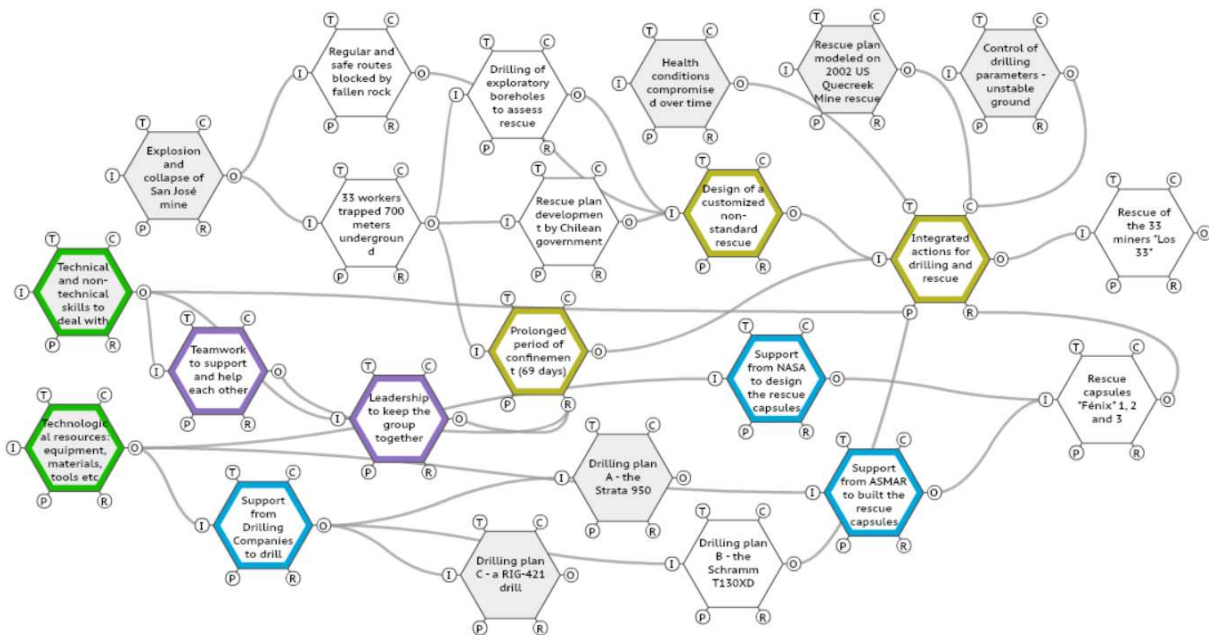 T
C
I
Regular and
safe routes
blocked by
fallen rock
O
P
R
T
C
I
Drilling of
exploratory
boreholes
to assess
rescue
O
P
R
T
C
I
Health
conditions
compromise
d over time
O
P
R
T
C
I
Rescue plan
modeled on
2002 US
Quecreek
Mine rescue
O
P
R
T
C
I
Control of
drilling
parameters -
unstable
ground
O
P
R
T
C
I
Explosion
and
collapse of
San José
mine
O
P
R
T
C
I
33 workers
trapped 700
meters
undergroun
d
O
P
R
T
C
I
Rescue plan
developmen
t by Chilean
government
O
P
R
T
C
I
Design of a
customized
non-
standard
rescue
O
P
R
T
C
I
Integrated
actions for
drilling and
rescue
O
P
R
T
C
I
Rescue of
the 33
miners "Los
33"
O
P
R
T
C
I
Technical
and non-
technical
skills to
deal with
O
P
R
T
C
I
Teamwork
to support
and help
each other
O
P
R
T
C
I
Leadership
to keep the
group
together
O
P
R
T
C
I
Prolonged
period of
confinemen
t (69 days)
O
P
R
T
C
I
Support
from NASA
to design
the rescue
capsules
O
P
R
T
C
I
Rescue
capsules
"Fénix" 1, 2
and 3
O
P
R
T
C
I
Technologic
al resources:
equipment,
materials,
tools etc
O
P
R
T
C
I
Support
from
Drilling
Companies
to drill
O
P
R
T
C
I
Drilling plan
A - the
Strata 950
O
P
R
T
C
I
Support
from ASMAR
to built the
rescue
capsules
O
P
R
T
C
I
Drilling plan
C - a RIG-421
drill
O
P
R
T
C
I
Drilling plan
B - the
Schramm
T130XD
O
P
R